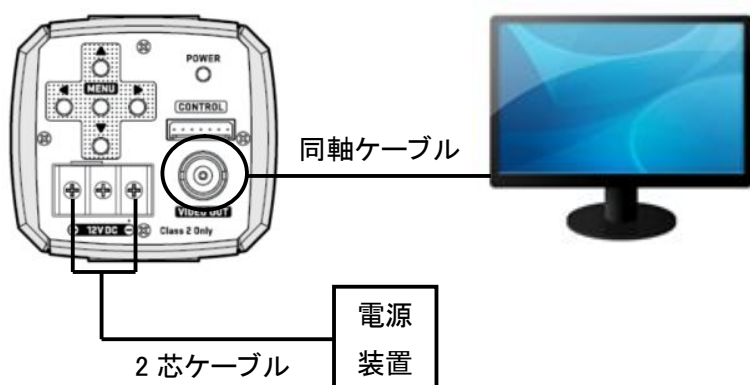 POWER
MENU
CONTROL
同軸ケーブル
VIDEO OUT
12V DC
Class 2 Only
電源
装置
2 芯ケーブル